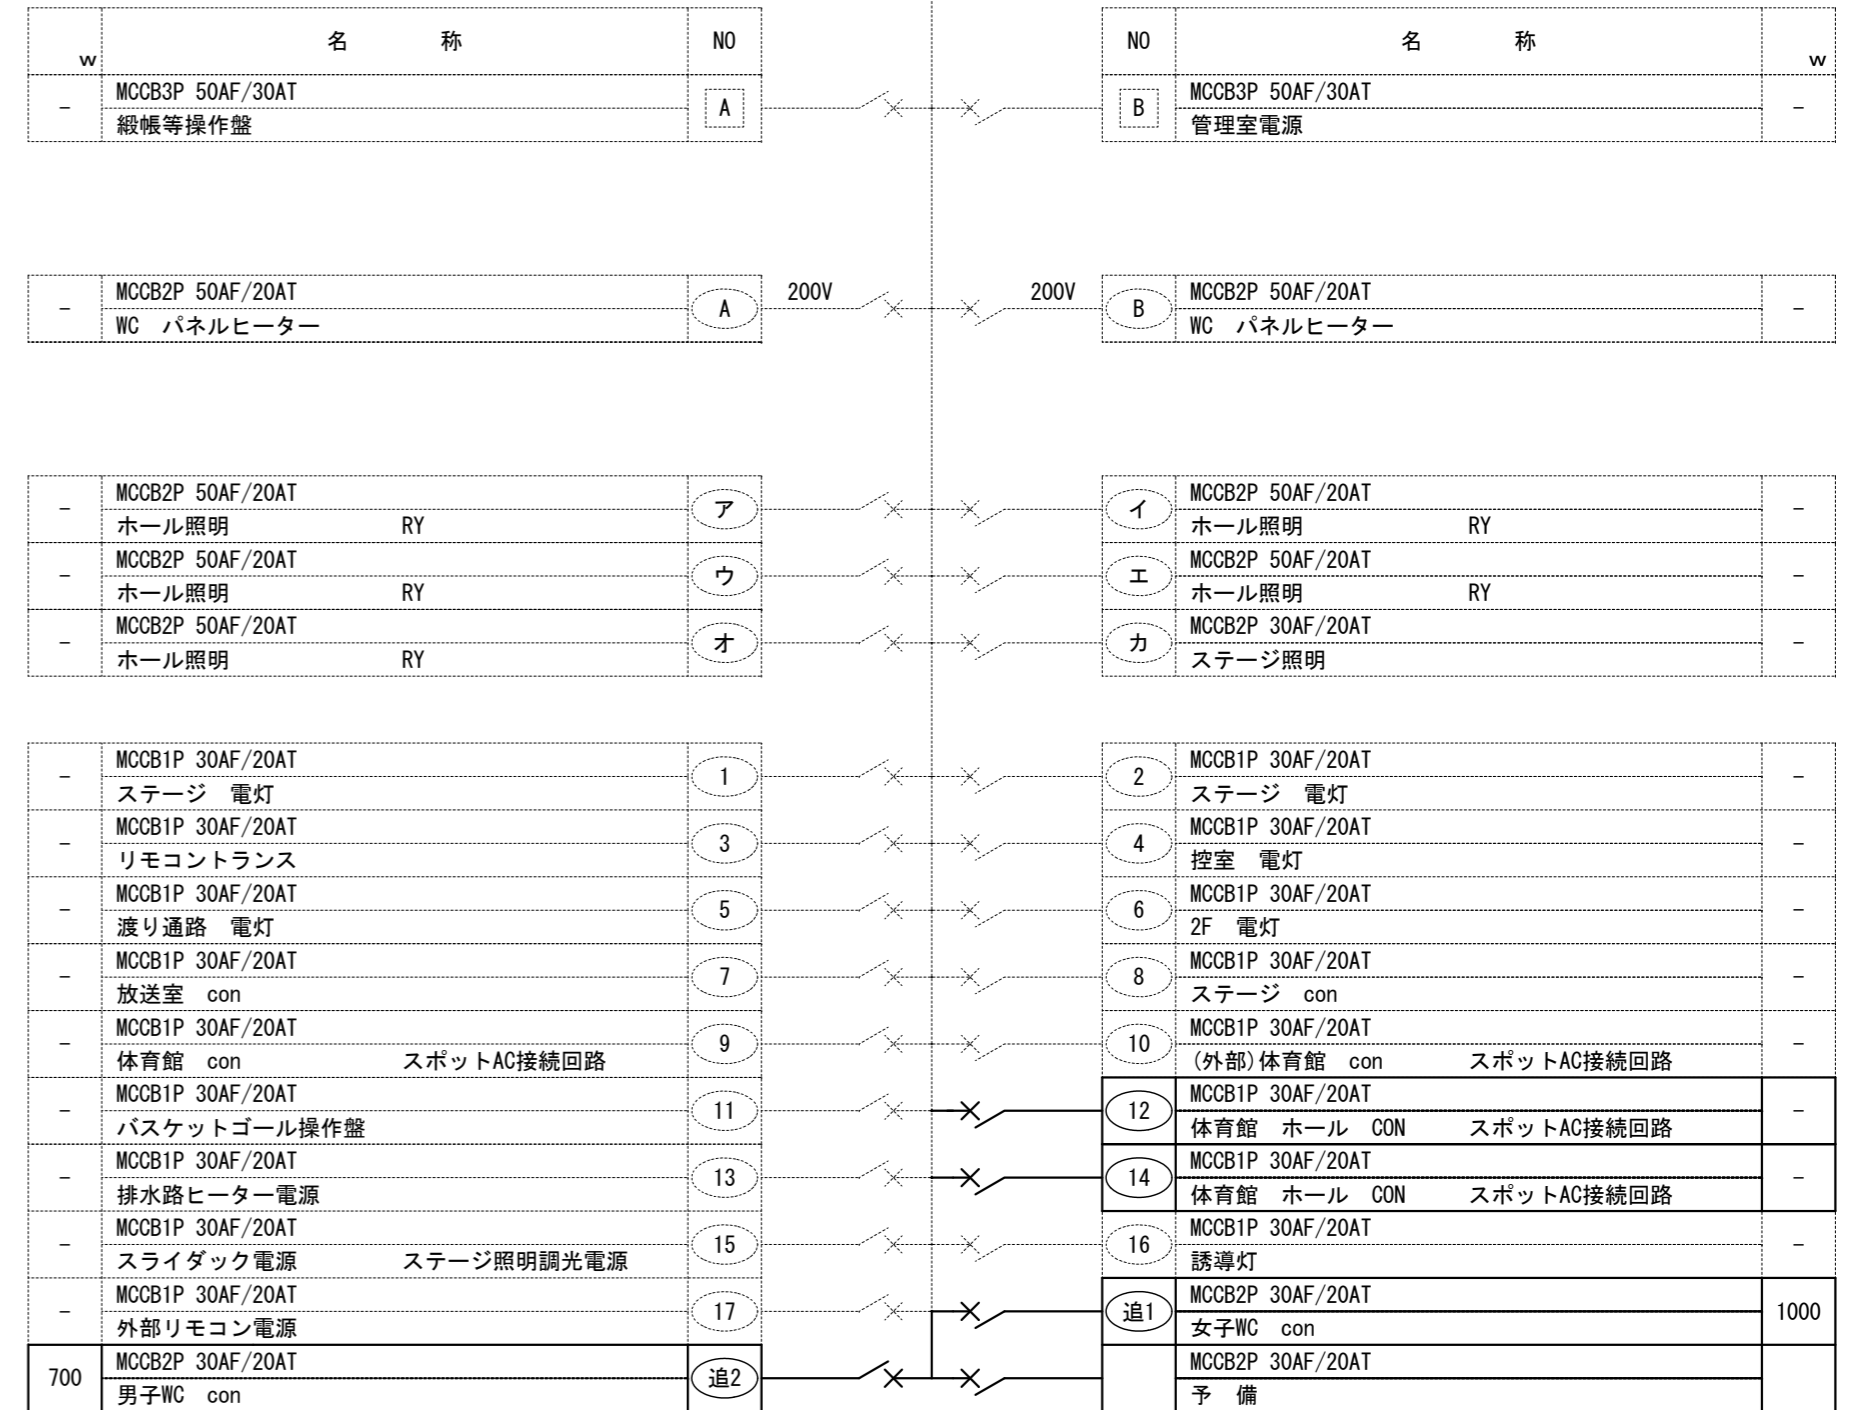 w 名 称 NO NO 名 称 w
MCCB3P 50AF/30AT MCCB3P 50AF/30AT
- A B -
緞帳等操作盤 管理室電源
MCCB2P 50AF/20AT 200V 200V MCCB2P 50AF/20AT
- A B -
WC パネルヒーター WC パネルヒーター
MCCB2P 50AF/20AT MCCB2P 50AF/20AT
- ア イ -
ホール照明 RY ホール照明 RY
MCCB2P 50AF/20AT MCCB2P 50AF/20AT
- ウ エ -
ホール照明 RY ホール照明 RY
MCCB2P 50AF/20AT MCCB2P 30AF/20AT
- オ カ -
ホール照明 RY ステージ照明
MCCB1P 30AF/20AT MCCB1P 30AF/20AT
- 1 2 -
ステージ 電灯 ステージ 電灯
MCCB1P 30AF/20AT MCCB1P 30AF/20AT
- 3 4 -
リモコントランス 控室 電灯
MCCB1P 30AF/20AT MCCB1P 30AF/20AT
- 5 6 -
渡り通路 電灯 2F 電灯
MCCB1P 30AF/20AT MCCB1P 30AF/20AT
- 7 8 -
放送室 con ステージ con
MCCB1P 30AF/20AT MCCB1P 30AF/20AT
- 9 10 -
体育館 con スポットAC接続回路 (外部)体育館 con スポットAC接続回路
MCCB1P 30AF/20AT MCCB1P 30AF/20AT
- 11 12 -
バスケットゴール操作盤 体育館 ホール CON スポットAC接続回路
MCCB1P 30AF/20AT MCCB1P 30AF/20AT
- 13 14 -
排水路ヒーター電源 体育館 ホール CON スポットAC接続回路
MCCB1P 30AF/20AT MCCB1P 30AF/20AT
- 15 16 -
スライダック電源 ステージ照明調光電源 誘導灯
MCCB1P 30AF/20AT MCCB2P 30AF/20AT
- 17 追1 1000
外部リモコン電源 女子WC con
MCCB2P 30AF/20AT MCCB2P 30AF/20AT
700 追2
男子WC con 予 備